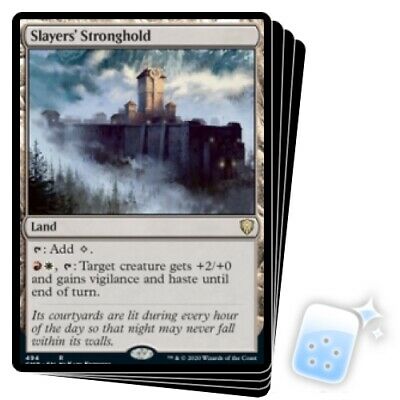 Slayers' Stronghold
Land
: Add .
, : Target creature gets +2/+0
and gains vigilance and haste until
end of turn.
Its courtyards are lit during every hour
of the day so that night may never fall
within its walls.
494 R
™ & © 2020 Wizards of the Coast